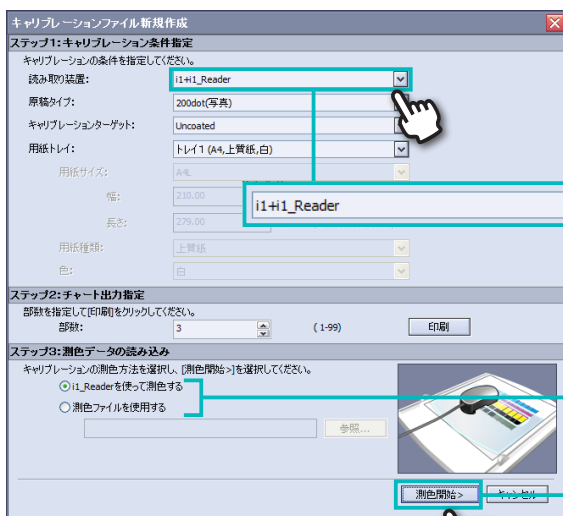 キャリブレーションファイル新規作成
ステップ1:キャリブレーション条件指定
キャリブレーションの条件を指定してください。
読み取り装置: i1+i1_Reader
原稿タイプ: 200dot(写真)
キャリブレーションターゲット: Uncoated
用紙トレイ: トレイ1 (A4,上質紙,白)
用紙サイズ: A4L
幅: 210.00
i1+i1_Reader
長さ: 279.00
用紙種類: 上質紙
色: 白
ステップ2:チャート出力指定
部数を指定して[印刷]をクリックしてください。
部数: 3 (1-99) 印刷
ステップ3:測色データの読み込み
キャリブレーションの測色方法を選択し、[測色開始>]を選択してください。
i1_Readerを使って測色する
測色ファイルを使用する
参照...
測色開始> キャンセル